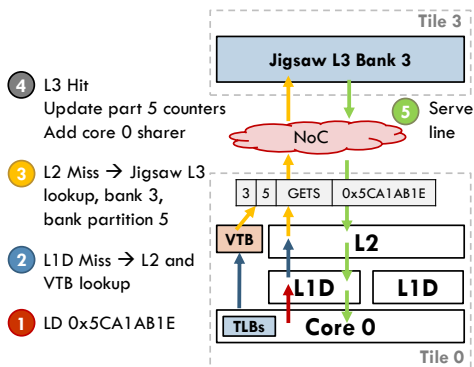 Tile 3
Jigsaw L3 Bank 3
4 L3 Hit
Update part 5 counters
Add core 0 sharer
5 Serve
line
NoC
3 L2 Miss → Jigsaw L3
lookup, bank 3,
bank partition 5
3 5 GETS 0x5CA1AB1E
VTB
L2
2 L1D Miss → L2 and
VTB lookup
L1D
L1D
1 LD 0x5CA1AB1E
TLBs
Core 0
Tile 0